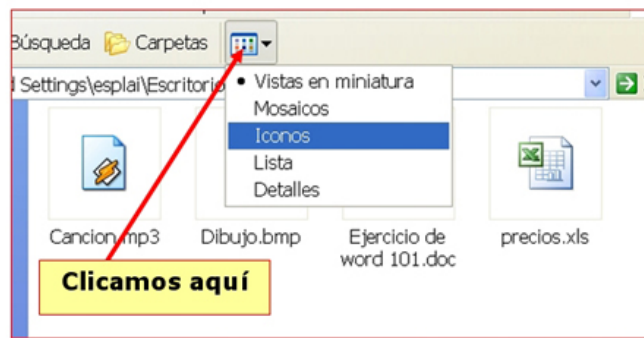 Búsqueda Carpetas
d Settings\esplai\Escritorio
• Vistas en miniatura
Mosaicos
Iconos
Lista
Detalles
Cancion.mp3 Dibujo.bmp Ejercicio de word 101.doc precios.xls
Clicamos aquí